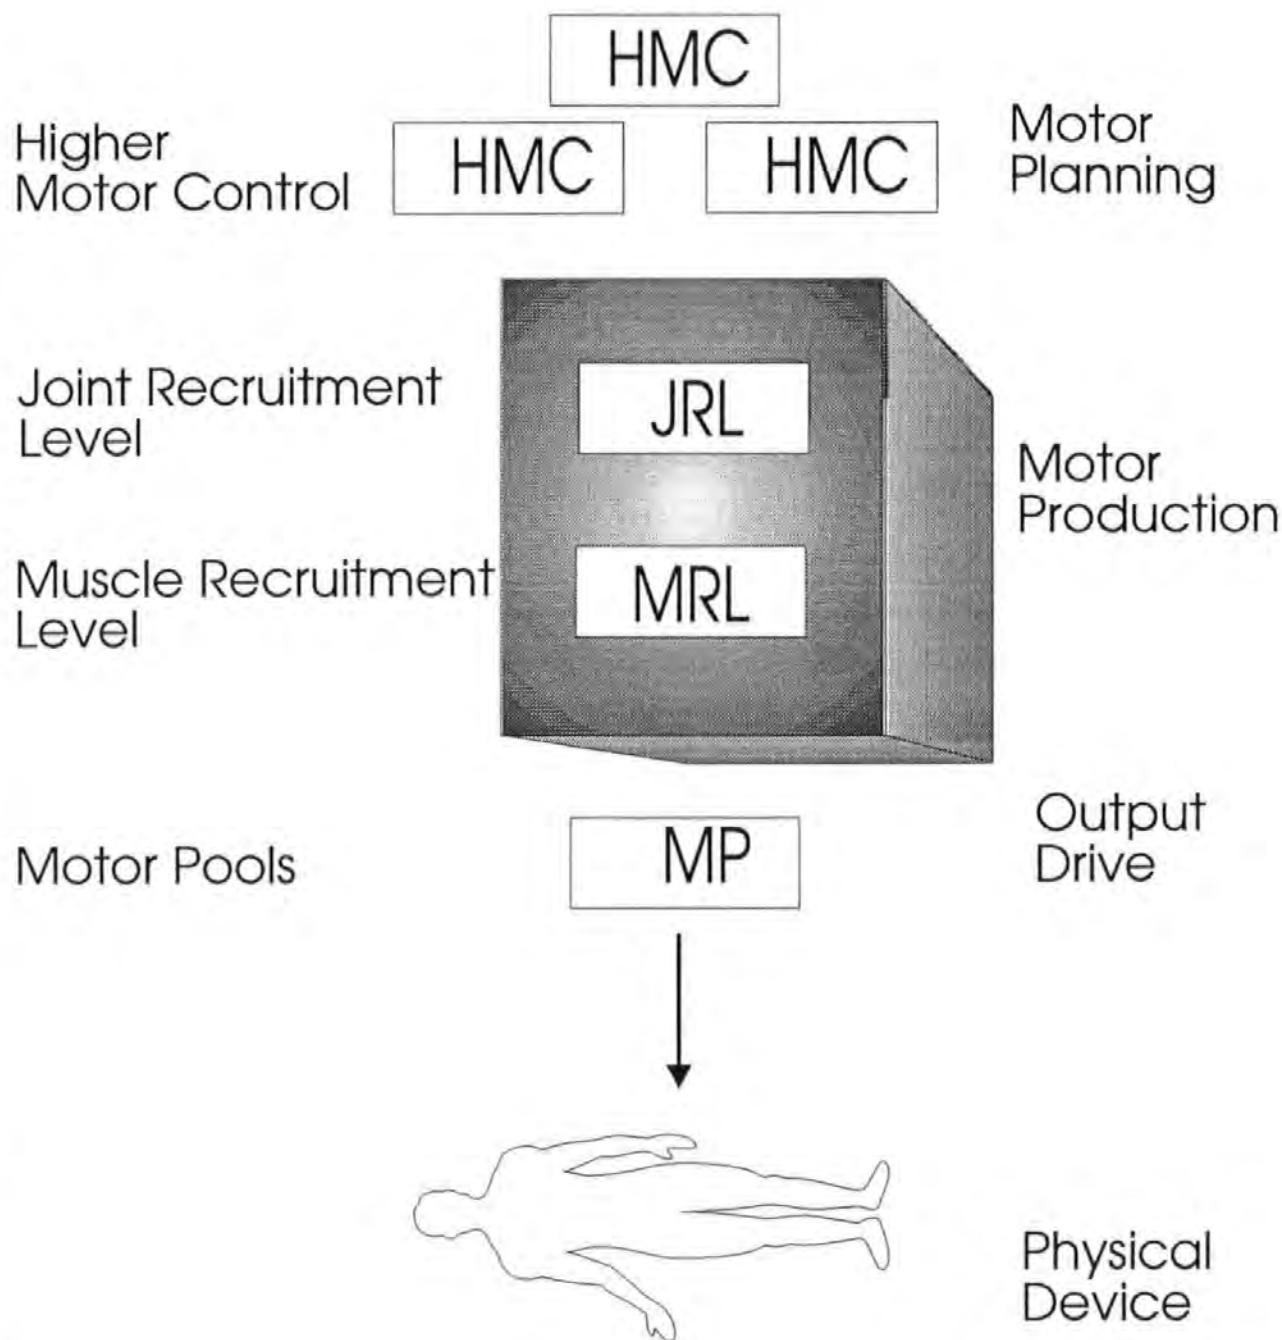 HMC
Higher
Motor Control
HMC
HMC
Motor
Planning
Joint Recruitment
Level
JRL
Motor
Production
Muscle Recruitment
Level
MRL
Motor Pools
MP
Output
Drive
Physical
Device